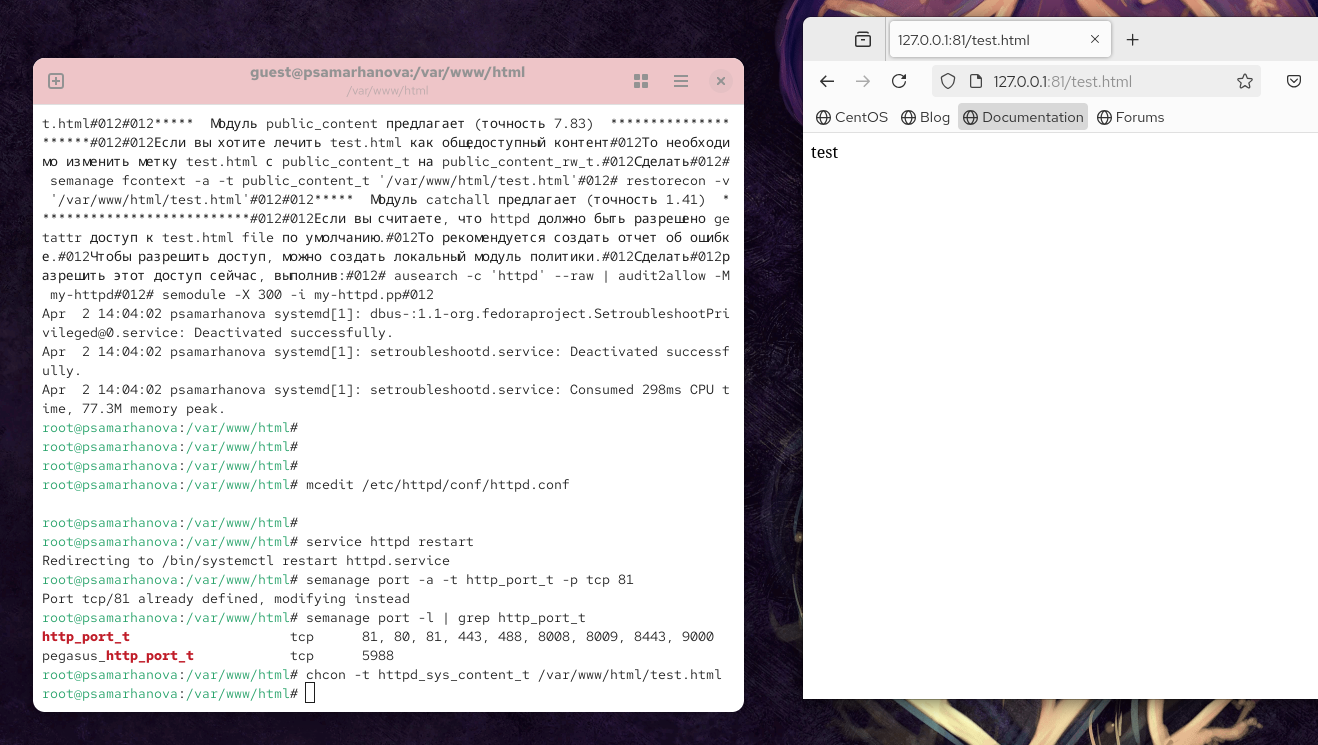 guest@psamarhanova:/var/www/html
/var/www/html
t.html#012#012*****  Модуль public_content предлагает (точность 7.83)  ***************
******#012#012Если вы хотите лечить test.html как общедоступный контент#012То необходи
мо изменить метку test.html с public_content_t на public_content_rw_t.#012Сделать#012#
 semanage fcontext -a -t public_content_t '/var/www/html/test.html'#012# restorecon -v
 '/var/www/html/test.html'#012#012*****  Модуль catchall предлагает (точность 1.41)  *
**************************#012#012Если вы считаете, что httpd должно быть разрешено ge
tattr доступ к test.html file по умолчанию.#012То рекомендуется создать отчет об ошибк
е.#012Чтобы разрешить доступ, можно создать локальный модуль политики.#012Сделать#012р
азрешить этот доступ сейчас, выполнив:#012# ausearch -c 'httpd' --raw | audit2allow -M
 my-httpd#012# semodule -X 300 -i my-httpd.pp#012
Apr  2 14:04:02 psamarhanova systemd[1]: dbus-:1.1-org.fedoraproject.SetroubleshootPri
vileged@0.service: Deactivated successfully.
Apr  2 14:04:02 psamarhanova systemd[1]: setroubleshootd.service: Deactivated successf
ully.
Apr  2 14:04:02 psamarhanova systemd[1]: setroubleshootd.service: Consumed 298ms CPU t
ime, 77.3M memory peak.
root@psamarhanova:/var/www/html#
root@psamarhanova:/var/www/html#
root@psamarhanova:/var/www/html#
root@psamarhanova:/var/www/html# mcedit /etc/httpd/conf/httpd.conf
root@psamarhanova:/var/www/html#
root@psamarhanova:/var/www/html# service httpd restart
Redirecting to /bin/systemctl restart httpd.service
root@psamarhanova:/var/www/html# semanage port -a -t http_port_t -p tcp 81
Port tcp/81 already defined, modifying instead
root@psamarhanova:/var/www/html# semanage port -l | grep http_port_t
http_port_t                    tcp      81, 80, 81, 443, 488, 8008, 8009, 8443, 9000
pegasus_http_port_t            tcp      5988
root@psamarhanova:/var/www/html# chcon -t httpd_sys_content_t /var/www/html/test.html
root@psamarhanova:/var/www/html#
127.0.0.1:81/test.html
127.0.0.1:81/test.html
CentOS Blog Documentation Forums
test